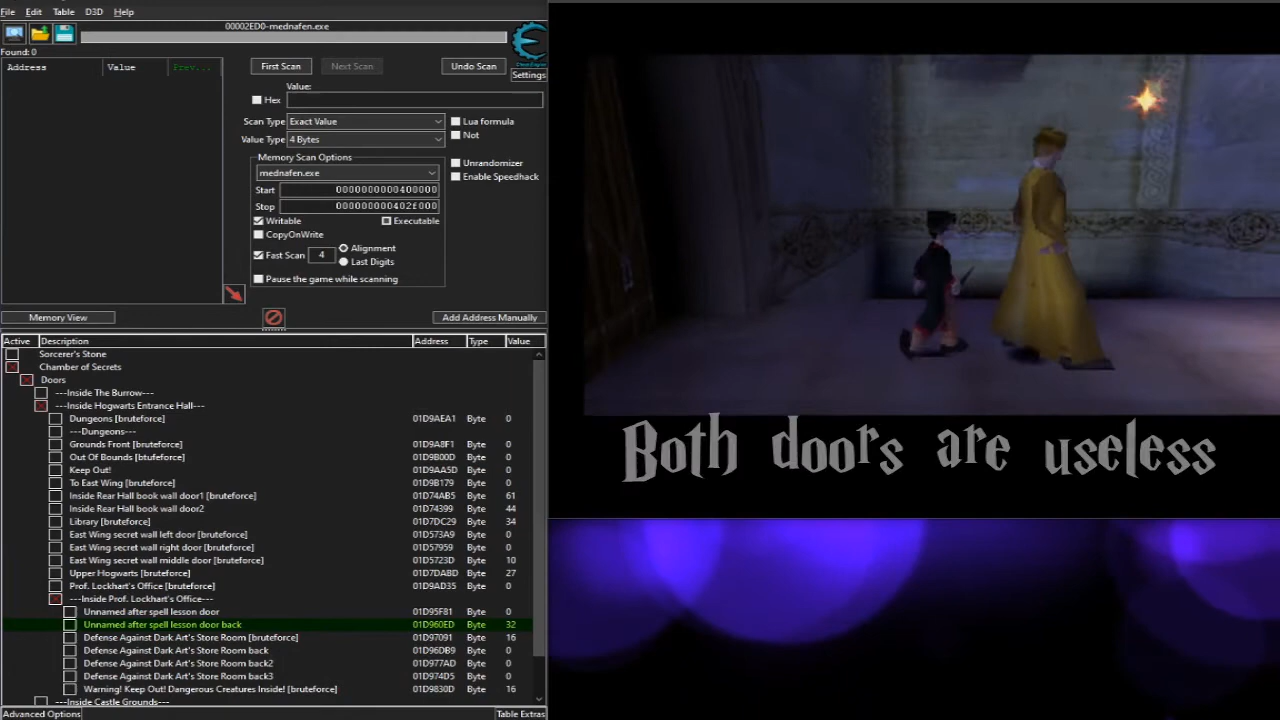 File Edit Table D3D Help
00002ED0-mednafen.exe
Found: 0
Address Value Prev...
First Scan Next Scan Undo Scan
Settings
Value:
Hex
Scan Type Exact Value
Lua formula
Not
Value Type 4 Bytes
Memory Scan Options
mednafen.exe
Unrandomizer
Enable Speedhack
Start 0000000000400000
Stop 000000000402f000
Writable Executable
CopyOnWrite
Fast Scan 4 Alignment
Last Digits
Pause the game while scanning
Memory View Add Address Manually
Active Description Address Type Value
Sorcerer's Stone
Chamber of Secrets
Doors
---Inside The Burrow---
---Inside Hogwarts Entrance Hall---
Dungeons [bruteforce] 01D9AEA1 Byte 0
---Dungeons---
Grounds Front [bruteforce] 01D9A8F1 Byte 0
Out Of Bounds [btuteforce] 01D9B00D Byte 0
Keep Out! 01D9AA5D Byte 0
To East Wing [bruteforce] 01D9B179 Byte 0
Inside Rear Hall book wall door1 [bruteforce] 01D74AB5 Byte 61
Inside Rear Hall book wall door2 01D74399 Byte 44
Library [bruteforce] 01D7DC29 Byte 34
East Wing secret wall left door [bruteforce] 01D573A9 Byte 0
East Wing secret wall right door [bruteforce] 01D57959 Byte 0
East Wing secret wall middle door [bruteforce] 01D5723D Byte 10
Upper Hogwarts [bruteforce] 01D7DABD Byte 27
Prof. Lockhart's Office [bruteforce] 01D9AD35 Byte 0
---Inside Prof. Lockhart's Office---
Unnamed after spell lesson door 01D95F81 Byte 0
Unnamed after spell lesson door back 01D960ED Byte 32
Defense Against Dark Art's Store Room [bruteforce] 01D97091 Byte 16
Defense Against Dark Art's Store Room back 01D96DB9 Byte 0
Defense Against Dark Art's Store Room back2 01D977AD Byte 0
Defense Against Dark Art's Store Room back3 01D974D5 Byte 0
Warning! Keep Out! Dangerous Creatures Inside! [bruteforce] 01D9830D Byte 16
---Inside Castle Grounds---
Advanced Options Table Extras
Both doors are useless